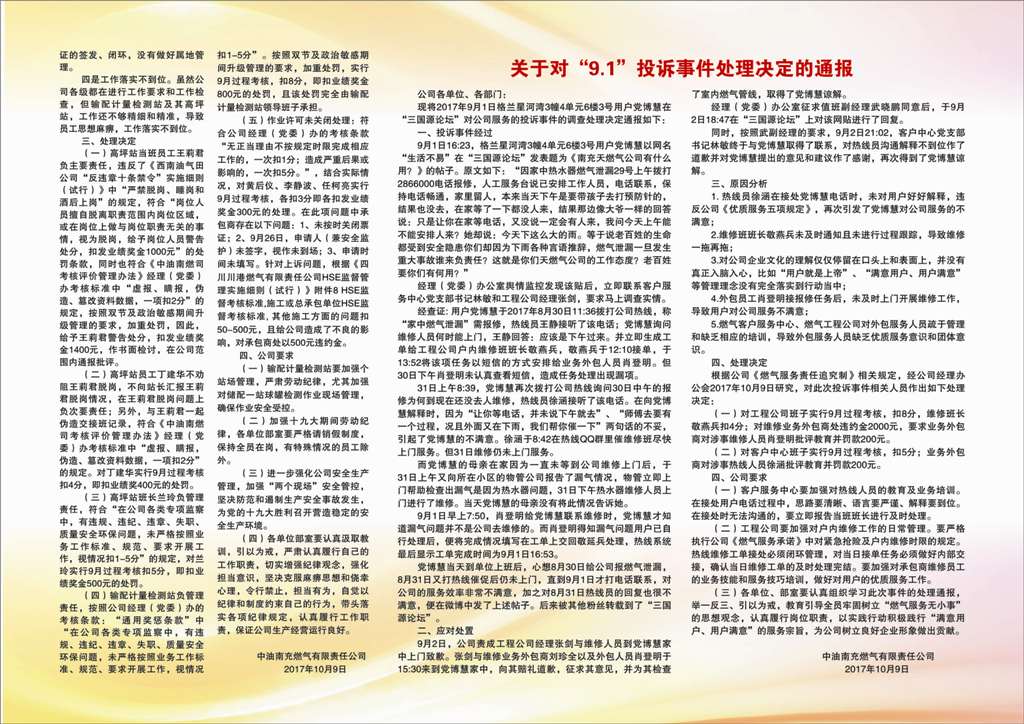 证的签发、闭环，没有做好属地管
理。
四是工作落实不到位。虽然公
司各级都在进行工作要求和工作检
查，但输配计量检测站及其高坪
站，工作还不够精细和精准，导致
员工思想麻痹，工作落实不到位。
三、处理决定
（一）高坪站当班员工王莉君
负主要责任，违反了《西南油气田
公司“反违章十条禁令”实施细则
（试行）》中“严禁脱岗、睡岗和
酒后上岗”的规定，符合“岗位人
员擅自脱离职责范围内岗位区域，
或在岗位上做与岗位职责无关的事
情，视为脱岗，给予岗位人员警告
处分，扣发业绩奖金1000元”的处
罚条款，同时也符合《中油南燃司
考核评价管理办法》经理（党委）
办考核标准中“虚报、瞒报，伪
造、篡改资料数据，一项扣2分”的
规定，按照双节及政治敏感期间升
级管理的要求，加重处罚，因此，
给予王莉君警告处分，扣发业绩奖
金1400元，作书面检讨，在公司范
围内通报批评。
（二）高坪站员工丁建华不劝
阻王莉君脱岗，不向站长汇报王莉
君脱岗情况，在王莉君脱岗问题上
负次要责任；另外，与王莉君一起
伪造交接班记录，符合《中油南燃
司考核评价管理办法》经理（党
委）办考核标准中“虚报、瞒报，
伪造、篡改资料数据，一项扣2分”
的规定。对丁建华实行9月过程考核
扣4分，即扣业绩奖400元的处罚。
（三）高坪站班长兰玲负管理
责任，符合“在公司各类专项监察
中，有违规、违纪、违章、失职、
质量安全环保问题，未严格按照业
务工作标准、规范、要求开展工
作，视情况扣1-5分”的规定，对兰
玲实行9月过程考核扣5分，即扣业
绩奖金500元的处罚。
（四）输配计量检测站负管理
责任，按照公司经理（党委）办的
考核条款：“通用奖惩条款”中
“在公司各类专项监察中，有违
规、违纪、违章、失职、质量安全
环保问题，未严格按照业务工作标
准、规范、要求开展工作，视情况
扣1-5分”。按照双节及政治敏感期
间升级管理的要求，加重处罚，实行
9月过程考核，扣8分，即扣业绩奖金
800元的处罚，且该处罚完全由输配
计量检测站领导班子承担。
（五）作业许可未关闭处理：符
合公司经理（党委）办的考核条款
“无正当理由不按规定时限完成相应
工作的，一次扣1分；造成严重后果或
影响的，一次扣5分。”，结合实际情
况，对黄后仪、李静波、任柯亮实行
9月过程考核，各扣3分即各扣发业绩
奖金300元的处理。在此项问题中承
包商存在以下问题：1、未按时关闭票
证；2、9月26日，申请人（兼安全监
护）未签字，视作未到场；3、申请时
间未填写。针对上诉问题，根据《四
川川港燃气有限责任公司HSE监督管
理实施细则（试行）》附件8 HSE监
督考核标准,施工或总承包单位HSE监
督考核标准,其他施工方面的问题扣
50-500元，且给公司造成了不良的影
响，对承包商处以500元违约金。
四、公司要求
（一）输配计量检测站要加强个
站场管理，严肃劳动纪律，尤其加强
对储配一站球罐检测作业现场管理，
确保作业安全受控。
（二）加强十九大期间劳动纪
律，各单位部室要严格请销假制度，
保持全员在岗，有特殊情况的员工除
外。
（三）进一步强化公司安全生产
管理，加强“两个现场”安全管控，
坚决防范和遏制生产安全事故发生，
为党的十九大胜利召开营造稳定的安
全生产环境。
（四）各单位部室要认真汲取教
训，引以为戒，严肃认真履行自己的
工作职责，切实增强纪律观念，强化
担当意识，坚决克服麻痹思想和侥幸
心理，令行禁止，担当有为，自觉以
纪律和制度约束自己的行为，带头落
实各项纪律规定，认真履行工作职
责，保证公司生产经营运行良好。
中油南充燃气有限责任公司
2017年10月9日
关于对“9.1”投诉事件处理决定的通报
公司各单位、各部门：
现将2017年9月1日格兰星河湾3幢4单元6楼3号用户党博慧在
“三国源论坛”对公司服务的投诉事件的调查处理决定通报如下：
一、投诉事件经过
9月1日16:23，格兰星河湾3幢4单元6楼3号用户党博慧以网名
“生活不易”在“三国源论坛”发表题为《南充天燃气公司有什么
用？》的帖子。原文如下：“因家中热水器燃气泄漏29号上午拨打
2866000电话报修，人工服务台说已安排工作人员，电话联系，保
持电话畅通，家里留人，本来当天下午是要带孩子去打预防针的，
结果也没去，在家等了一下都没人来，结果那边像大爷一样的回答
说：只是让你在家等电话，又没说一定会有人来，我问今天上午能
不能安排人来？她却说：今天下这么大的雨。等于说老百姓的生命
都受到安全隐患你们却因为下雨各种言语推辞，燃气泄漏一旦发生
重大事故谁来负责任？这就是你们天燃气公司的工作态度？老百姓
要你们有何用？”
经理（党委）办公室舆情监控发现该贴后，立即联系客户服
务中心党支部书记林敏和工程公司经理张剑，要求马上调查实情。
经查证：用户党博慧于2017年8月30日11:36拨打公司热线，称
“家中燃气泄漏”需报修，热线员王静接听了该电话；党博慧询问
维修人员何时能上门，王静回答：应该是下午过来。并立即生成工
单给工程公司户内维修班班长敬燕兵，敬燕兵于12:10接单，于
13:52将该项任务以短信的方式安排给业务外包人员肖登明。但
30日下午肖登明未认真查看短信，造成任务处理出现漏项。
31日上午8:39，党博慧再次拨打公司热线询问30日中午的报
修为何到现在还没去人维修，热线员徐涵接听了该电话。在向党博
慧解释时，因为“让你等电话，并未说下午就去”、“师傅去要有
一个过程，况且外面又在下雨，我们帮你催一下”两句话的不妥，
引起了党博慧的不满意。徐涵于8:42在热线QQ群里催维修班尽快
上门服务。但31日维修仍未上门服务。
而党博慧的母亲在家因为一直未等到公司维修上门后，于
31日上午又向所在小区的物管公司报告了漏气情况，物管立即上
门帮助检查出漏气是因为热水器问题，31日下午热水器维修人员上
门进行了维修。当天党博慧的母亲没有将此情况告诉她。
9月1日早上7:50，肖登明给党博慧联系维修时，党博慧才知
道漏气问题并不是公司去维修的。而肖登明得知漏气问题用户已自
行处理后，便将完成情况填写在工单上交回敬延兵处理，热线系统
最后显示工单完成时间为9月1日16:53。
党博慧当天到单位上班后，心想8月30日给公司报燃气泄漏，
8月31日又打热线催促后仍未上门，直到9月1日才打电话联系，对
公司的服务效率非常不满意，加之对8月31日热线员的回复也很不
满意，便在微博中发了上述帖子。后来被其他粉丝转载到了“三国
源论坛”。
二、应对处置
9月2日，公司责成工程公司经理张剑与维修人员到党博慧家
中上门致歉。张剑与维修业务外包商刘珍全以及外包人员肖登明于
15:30来到党博慧家中，向其赔礼道歉，征求其意见，并为其检查
了室内燃气管线，取得了党博慧谅解。
经理（党委）办公室征求值班副经理武晓鹏同意后，于9月
2日18:47在“三国源论坛”上对该网贴进行了回复。
同时，按照武副经理的要求，9月2日21:02，客户中心党支部
书记林敏终于与党博慧取得了联系，对热线员沟通解释不到位作了
道歉并对党博慧提出的意见和建议作了感谢，再次得到了党博慧谅
解。
三、原因分析
1. 热线员徐涵在接处党博慧电话时，未对用户好好解释，违
反公司《优质服务五项规定》，再次引发了党博慧对公司服务的不
满意；
2.维修班班长敬燕兵未及时通知且未进行过程跟踪，导致维修
一拖再拖；
3.对公司企业文化的理解仅仅停留在口头上和表面上，并没有
真正入脑入心，比如“用户就是上帝”、“满意用户、用户满意”
等管理理念没有完全落实到行动当中；
4.外包员工肖登明接报修任务后，未及时上门开展维修工作，
导致用户对公司服务不满意；
5.燃气客户服务中心、燃气工程公司对外包服务人员疏于管理
和缺乏相应的培训，导致外包服务人员缺乏优质服务意识和团体意
识。
四、处理决定
根据公司《燃气服务责任追究制》相关规定，经公司经理办
公会2017年10月9日研究，对此次投诉事件相关人员作出如下处理
决定：
（一）对工程公司班子实行9月过程考核，扣8分，维修班长
敬燕兵扣4分；对维修业务外包商处违约金2000元，要求业务外包
商对涉事维修人员肖登明批评教育并罚款200元。
（二）对客户中心班子实行9月过程考核，扣5分；业务外包
商对涉事热线人员徐涵批评教育并罚款200元。
四、公司要求
（一）客户服务中心要加强对热线人员的教育及业务培训。
在接处用户电话过程中，思路要清晰、语言要严谨、解释要到位。
在接处时无法沟通的，要立即报告当班班长进行及时处理。
（二）工程公司要加强对户内维修工作的日常管理。要严格
执行公司《燃气服务承诺》中对紧急抢险及户内维修时限的规定。
热线维修工单接处必须闭环管理，对当日接单任务必须做好内部交
接，确认当日维修工单的及时处理完结。要加强对承包商维修员工
的业务技能和服务技巧培训，做好对用户的优质服务工作。
（三）各单位、部室要认真组织学习此次事件的处理通报，
举一反三、引以为戒，教育引导全员牢固树立“燃气服务无小事”
的思想观念，认真履行岗位职责，以实践行动积极践行“满意用
户、用户满意”的服务宗旨，为公司树立良好企业形象做出贡献。
中油南充燃气有限责任公司
2017年10月9日